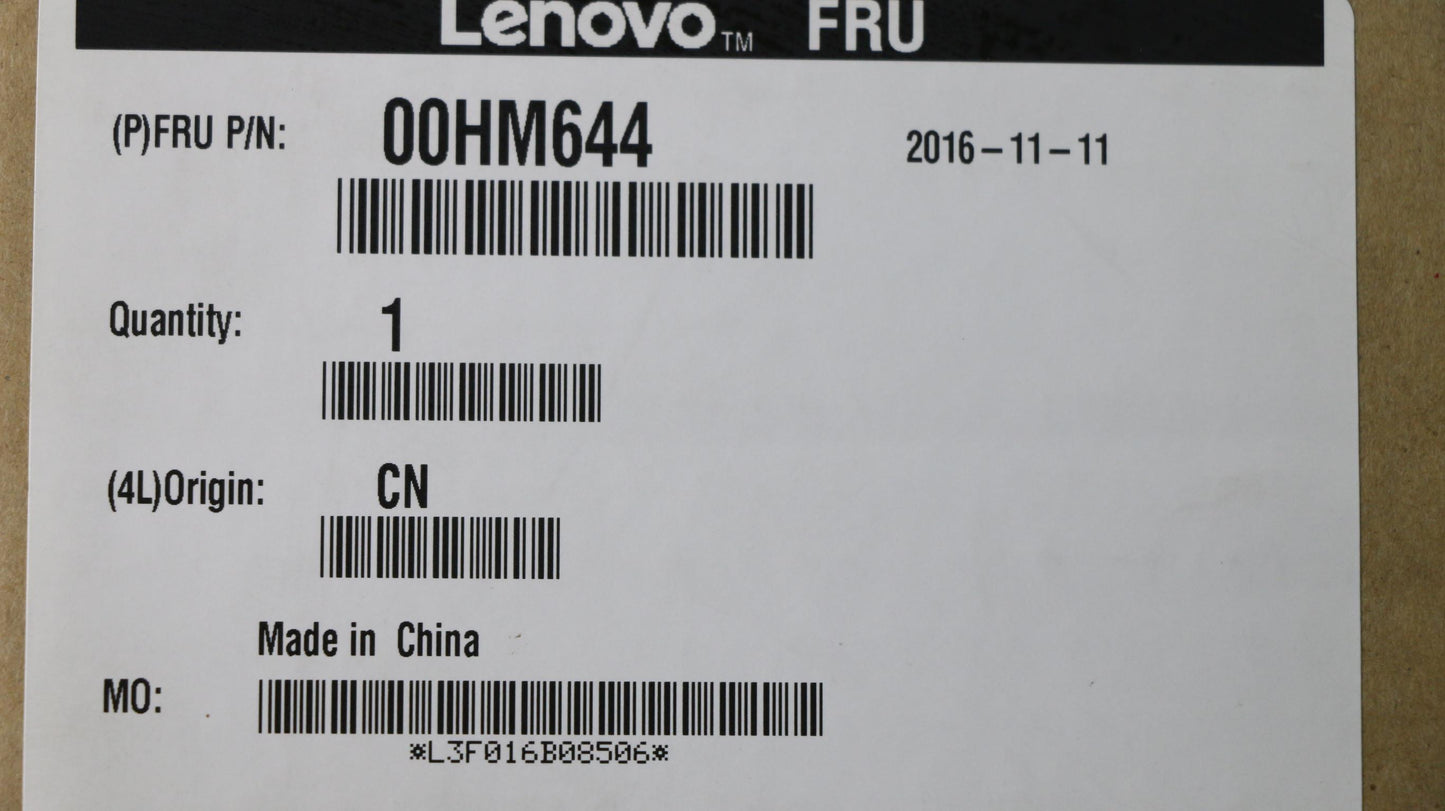 Lenovo™ FRU
(P)FRU P/N: 00HM644 2016-11-11
Quantity: 1
(4L)Origin: CN
Made in China
MO:
*L3F016B08506*